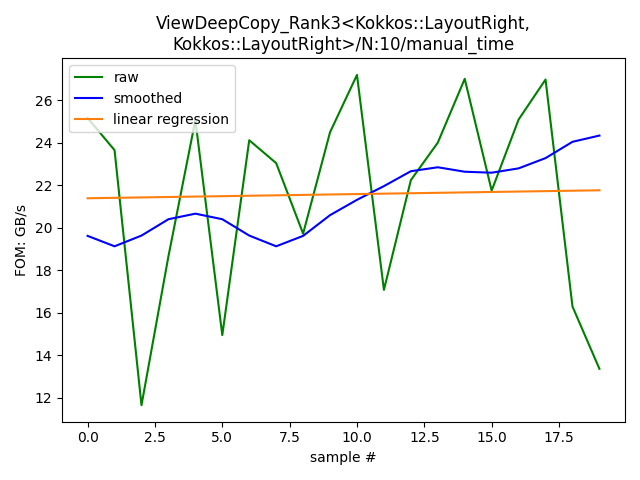 ViewDeepCopy_Rank3<Kokkos::LayoutRight,
Kokkos::LayoutRight>/N:10/manual_time
raw
smoothed
linear regression
FOM: GB/s
26
24
22
20
18
16
14
12
0.0 2.5 5.0 7.5 10.0 12.5 15.0 17.5
sample #